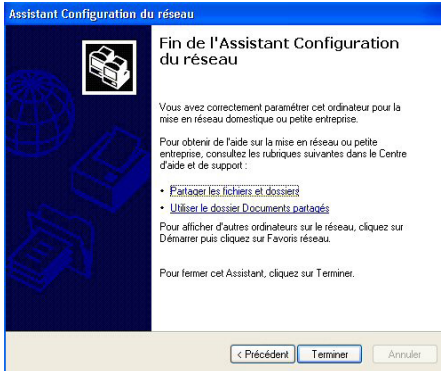 Assistant Configuration du réseau
Fin de l'Assistant Configuration
du réseau
Vous avez correctement paramétrer cet ordinateur pour la
mise en réseau domestique ou petite entreprise.
Pour obtenir de l'aide sur la mise en réseau ou petite
entreprise, consultez les rubriques suivantes dans le Centre
d'aide et de support :
• Partager les fichiers et dossiers
• Utiliser le dossier Documents partagés
Pour afficher d'autres ordinateurs sur le réseau, cliquez sur
Démarrer puis cliquez sur Favoris réseau.
Pour fermer cet Assistant, cliquez sur Terminer.
< Précédent Terminer Annuler